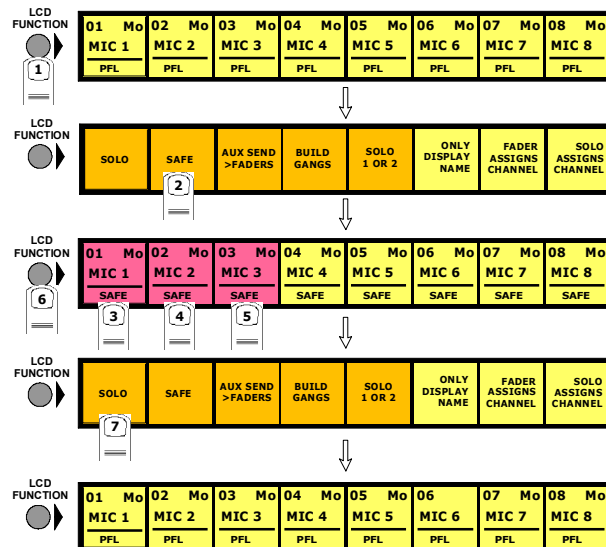 LCD
FUNCTION
01 Mo 02 Mo 03 Mo 04 Mo 05 Mo 06 Mo 07 Mo 08 Mo
MIC 1 MIC 2 MIC 3 MIC 4 MIC 5 MIC 6 MIC 7 MIC 8
PFL PFL PFL PFL PFL PFL PFL PFL
1
LCD
FUNCTION
SOLO
SAFE
AUX SEND
>FADERS
BUILD
GANGS
SOLO
1 OR 2
ONLY
DISPLAY
NAME
FADER
ASSIGNS
CHANNEL
SOLO
ASSIGNS
CHANNEL
2
LCD
FUNCTION
01 Mo 02 Mo 03 Mo 04 Mo 05 Mo 06 Mo 07 Mo 08 Mo
MIC 1 MIC 2 MIC 3 MIC 4 MIC 5 MIC 6 MIC 7 MIC 8
SAFE SAFE SAFE SAFE SAFE SAFE SAFE SAFE
6 3 4 5
LCD
FUNCTION
SOLO
SAFE
AUX SEND
>FADERS
BUILD
GANGS
SOLO
1 OR 2
ONLY
DISPLAY
NAME
FADER
ASSIGNS
CHANNEL
SOLO
ASSIGNS
CHANNEL
7
LCD
FUNCTION
01 Mo 02 Mo 03 Mo 04 Mo 05 Mo 06 07 Mo 08 Mo
MIC 1 MIC 2 MIC 3 MIC 4 MIC 5 MIC 6 MIC 7 MIC 8
PFL PFL PFL PFL PFL PFL PFL PFL